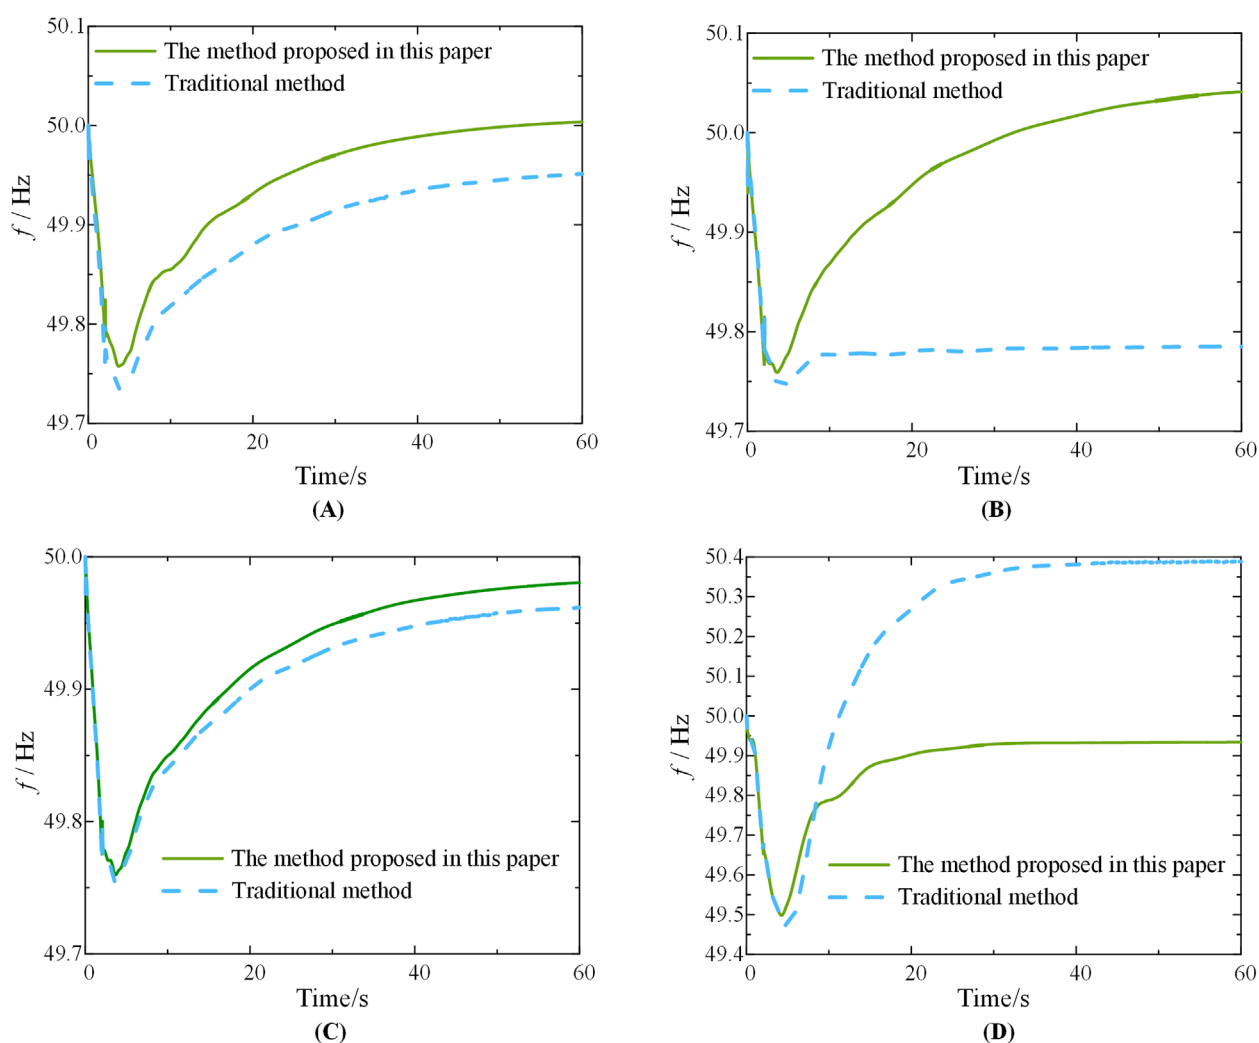 50.1
The method proposed in this paper
Traditional method
50.0
49.9
49.8
49.7
f / Hz
0 20 40 60
Time/s
(A)
50.1
The method proposed in this paper
Traditional method
50.0
49.9
49.8
49.7
f / Hz
0 20 40 60
Time/s
(B)
50.0
49.9
49.8
49.7
f / Hz
The method proposed in this paper
Traditional method
0 20 40 60
Time/s
(C)
50.4
50.3
50.2
50.1
50.0
49.9
49.8
49.7
49.6
49.5
49.4
f / Hz
The method proposed in this paper
Traditional method
0 20 40 60
Time/s
(D)